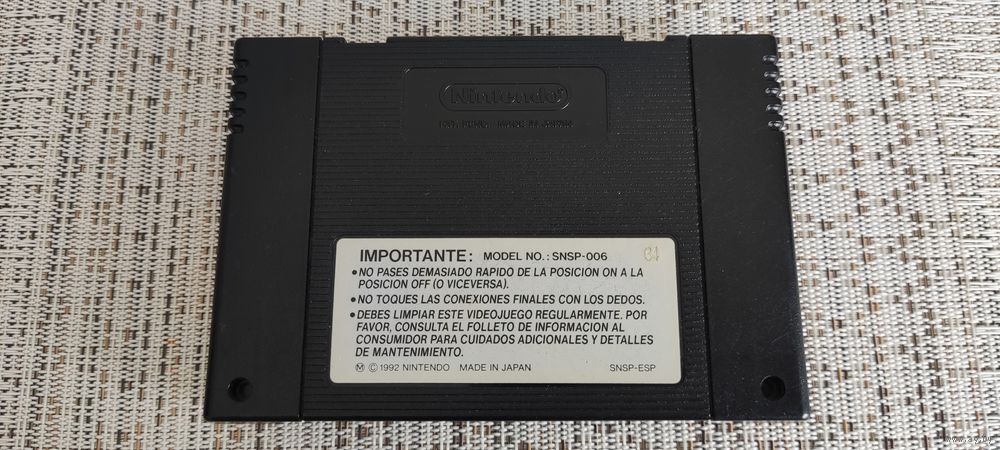 Nintendo®
MADE IN JAPAN
IMPORTANTE: MODEL NO.: SNSP-006
• NO PASES DEMASIADO RAPIDO DE LA POSICION ON A LA
POSICION OFF (O VICEVERSA).
• NO TOQUES LAS CONEXIONES FINALES CON LOS DEDOS.
• DEBES LIMPIAR ESTE VIDEOJUEGO REGULARMENTE. POR
FAVOR, CONSULTA EL FOLLETO DE INFORMACION AL
CONSUMIDOR PARA CUIDADOS ADICIONALES Y DETALLES
DE MANTENIMIENTO.
Ⓜ © 1992 NINTENDO MADE IN JAPAN SNSP-ESP